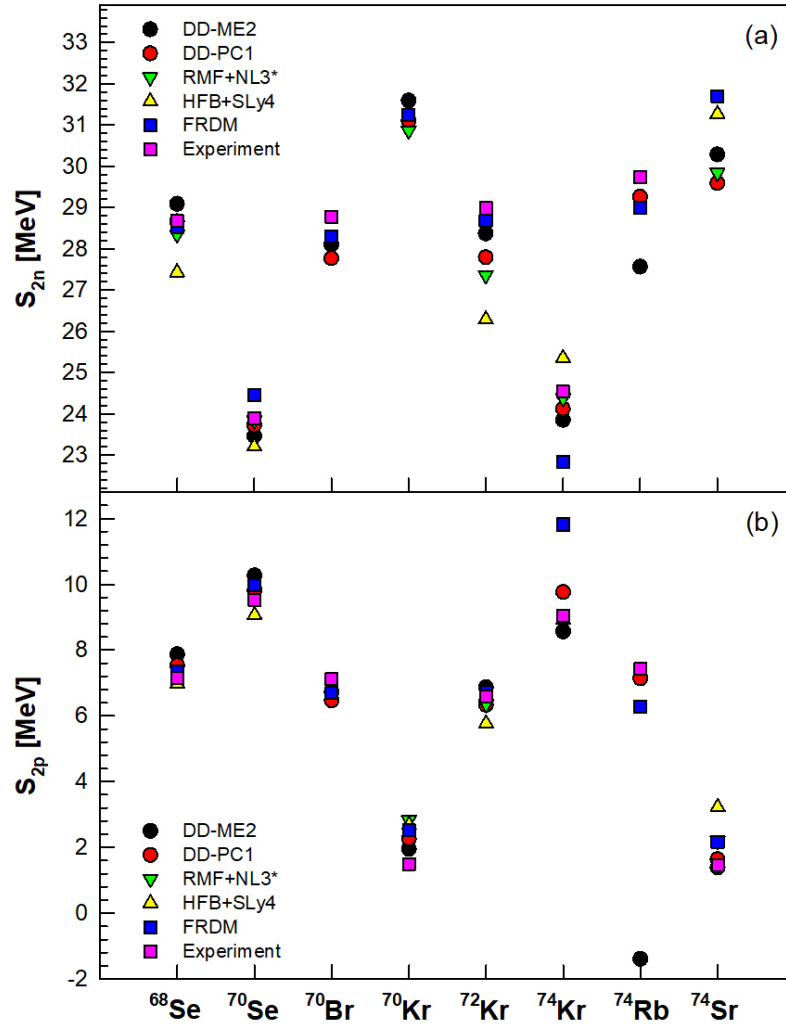 (a)
DD-ME2
DD-PC1
RMF+NL3*
HFB+SLy4
FRDM
Experiment
33
32
31
30
29
28
27
26
25
24
23
S2n [MeV]
(b)
12
10
8
6
4
2
0
-2
S2p [MeV]
DD-ME2
DD-PC1
RMF+NL3*
HFB+SLy4
FRDM
Experiment
68Se 70Se 70Br 70Kr 72Kr 74Kr 74Rb 74Sr